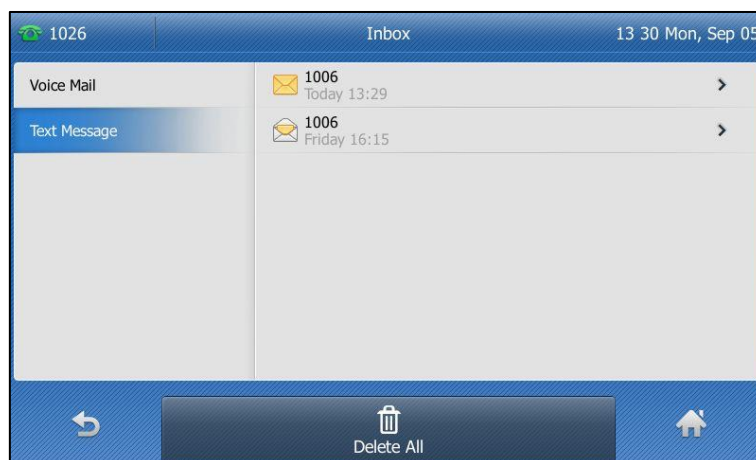 1026 Inbox 13 30 Mon, Sep 05
Voice Mail
Text Message
1006
Today 13:29
1006
Friday 16:15
Delete All